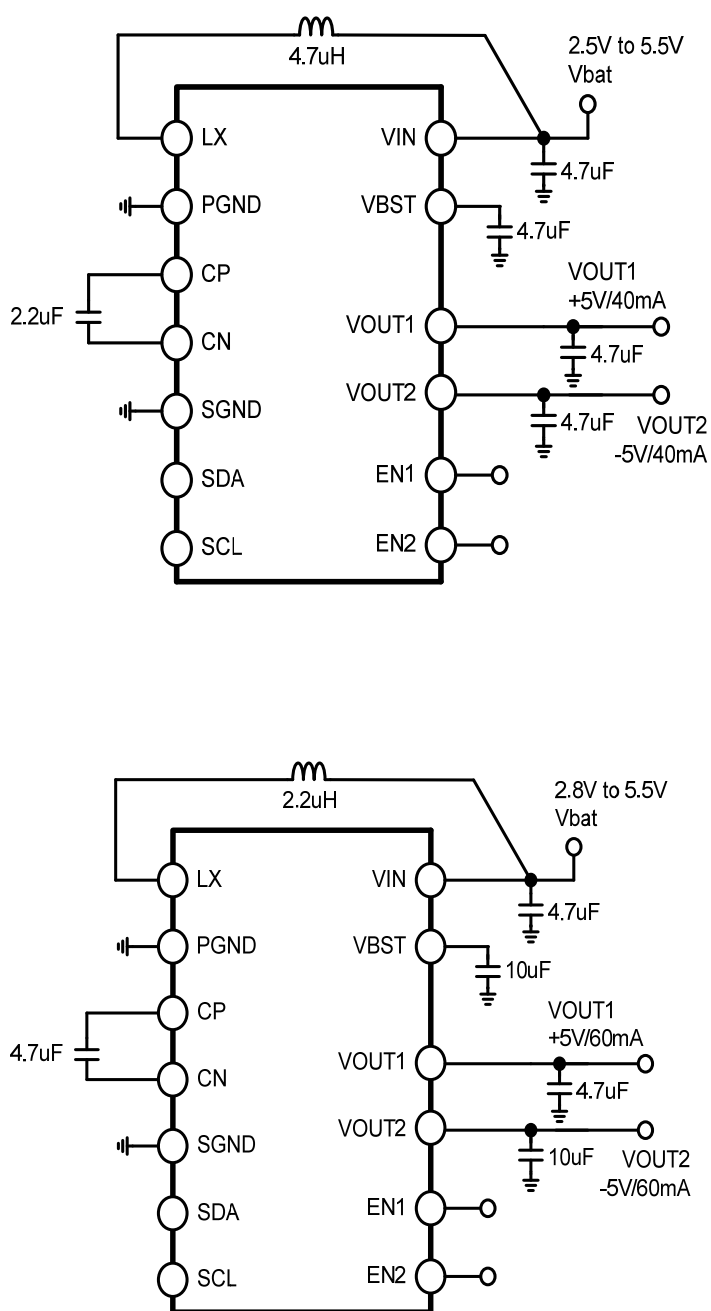 4.7uH
2.5V to 5.5V
Vbat
LX
VIN
4.7uF
PGND
VBST
4.7uF
CP
VOUT1
+5V/40mA
2.2uF
CN
VOUT1
4.7uF
VOUT2
SGND
4.7uF
VOUT2
-5V/40mA
SDA
EN1
SCL
EN2
2.2uH
2.8V to 5.5V
Vbat
LX
VIN
4.7uF
PGND
VBST
10uF
CP
VOUT1
+5V/60mA
4.7uF
CN
VOUT1
4.7uF
VOUT2
SGND
10uF
VOUT2
-5V/60mA
SDA
EN1
SCL
EN2